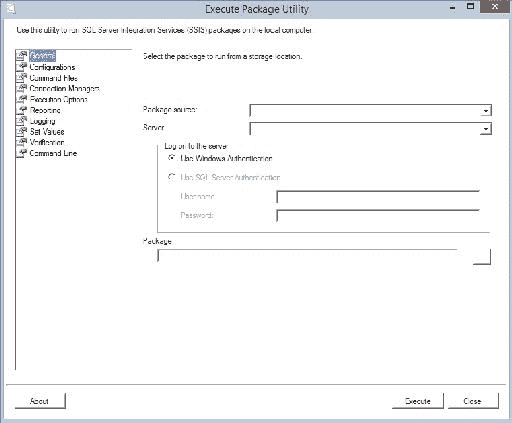 Execute Package Utility
Use this utility to run SQL Server Integration Services (SSIS) packages on the local computer.
General
Configurations
Command Files
Connection Managers
Execution Options
Reporting
Logging
Set Values
Verification
Command Line
Select the package to run from a storage location.
Package source:
Server:
Log on to the server
Use Windows Authentication
Use SQL Server Authentication
Username:
Password:
Package:
About
Execute
Close